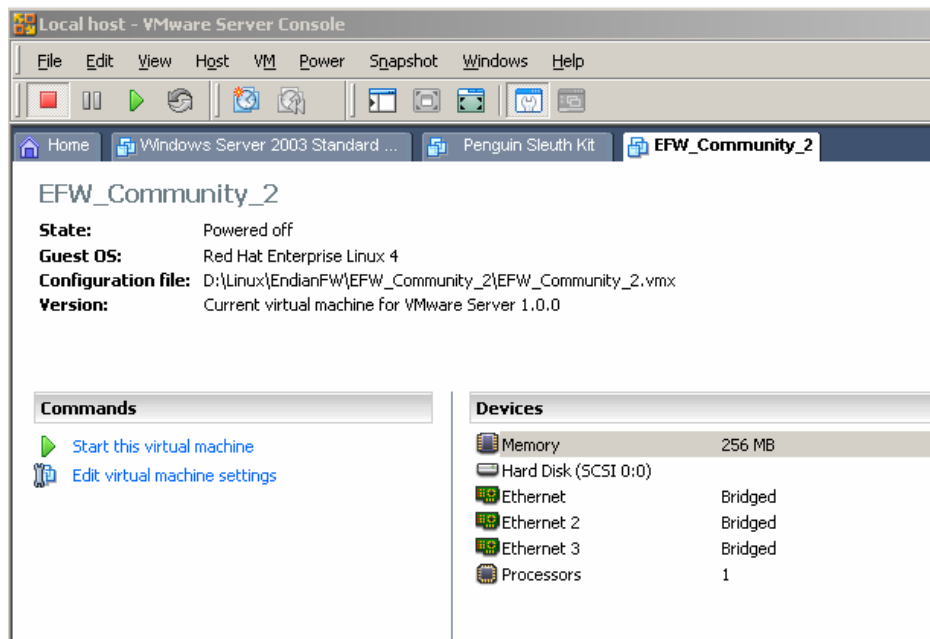 Local host - VMware Server Console
File Edit View Host VM Power Snapshot Windows Help
Home Windows Server 2003 Standard ... Penguin Sleuth Kit EFW_Community_2
EFW_Community_2
State: Powered off
Guest OS: Red Hat Enterprise Linux 4
Configuration file: D:\Linux\EndianFW\EFW_Community_2\EFW_Community_2.vmx
Version: Current virtual machine for VMware Server 1.0.0
Commands Devices
Start this virtual machine Memory 256 MB
Edit virtual machine settings Hard Disk (SCSI 0:0)
Ethernet Bridged
Ethernet 2 Bridged
Ethernet 3 Bridged
Processors 1